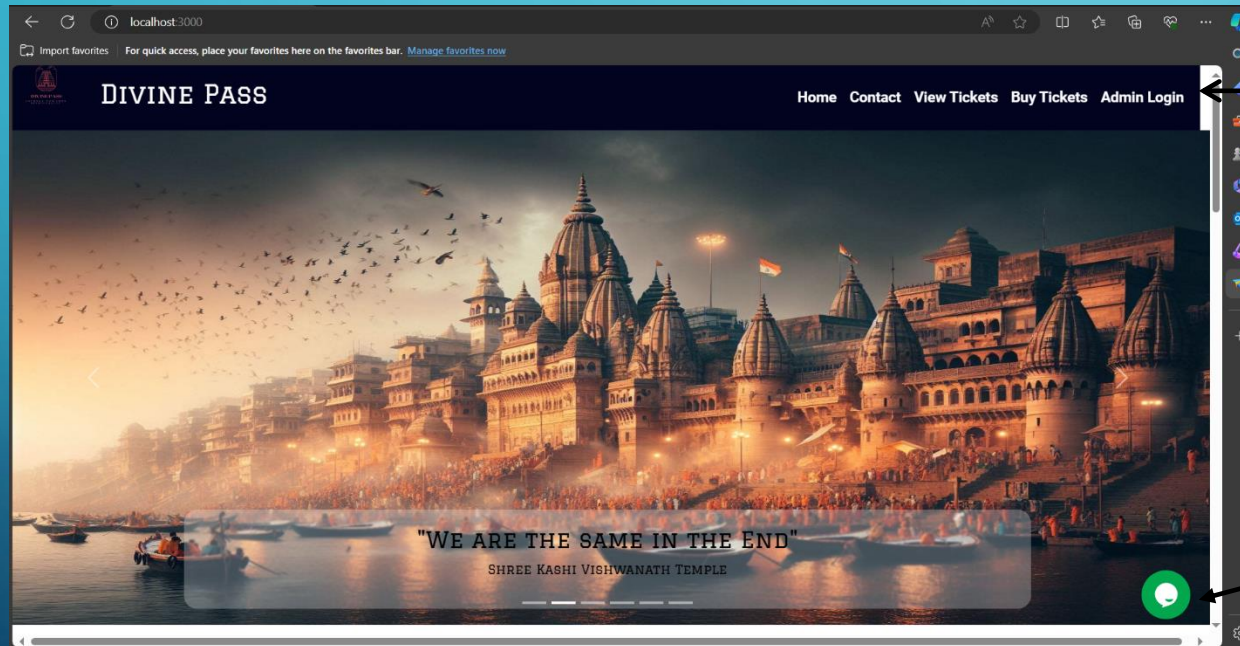 localhost:3000
Import favorites For quick access, place your favorites here on the favorites bar. Manage favorites now
DIVINE PASS
DIVINE PASS
Home Contact View Tickets Buy Tickets Admin Login
"WE ARE THE SAME IN THE END"
SHREE KASHI VISHWANATH TEMPLE